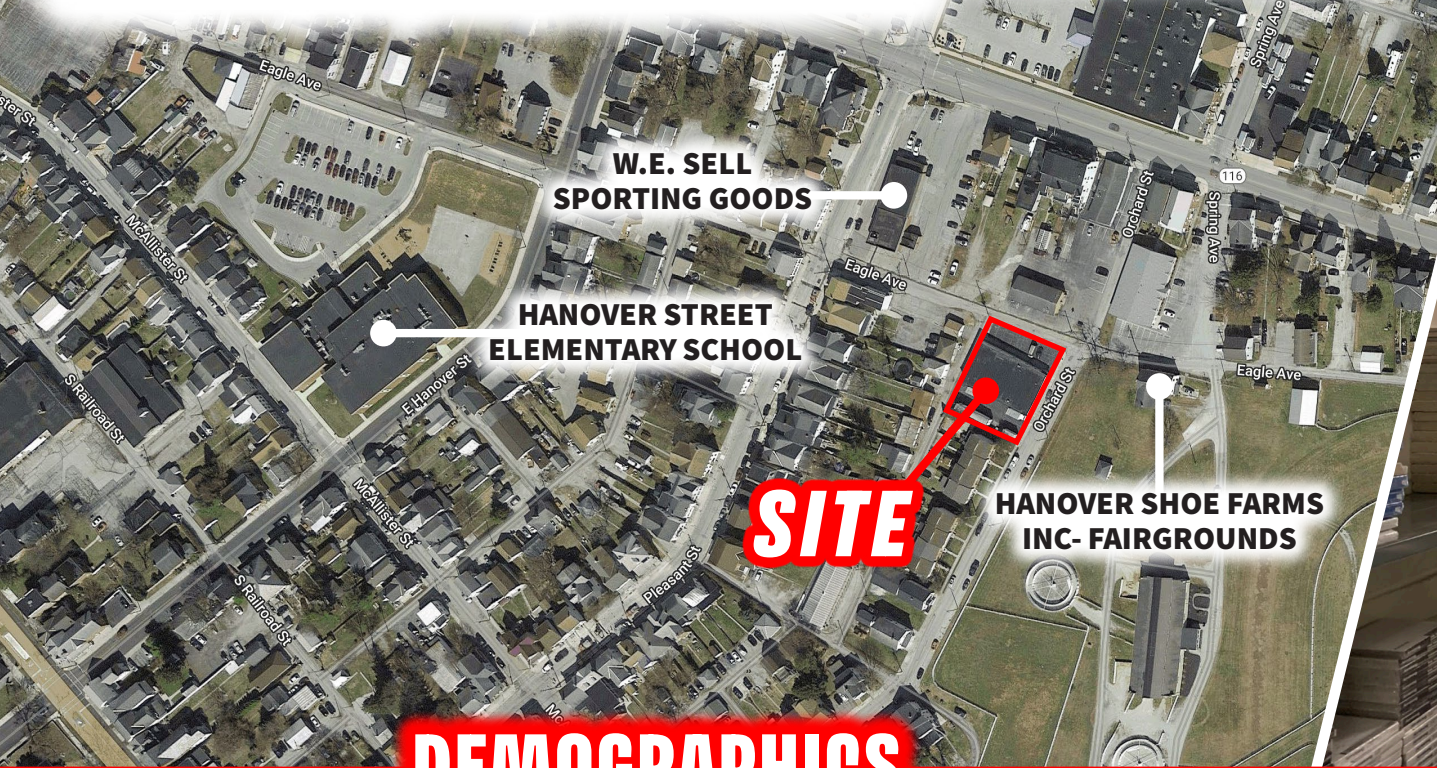 Eagle Ave
Spring Ave
W.E. SELL
SPORTING GOODS
116
Orchard St
Spring Ave
McAllister St
Eagle Ave
HANOVER STREET
ELEMENTARY SCHOOL
Eagle Ave
S Railroad St
E Hanover St
Orchard St
SITE
HANOVER SHOE FARMS
INC- FAIRGROUNDS
McAllister St
Pleasant St
S Railroad St
DEMOGRAPHICS